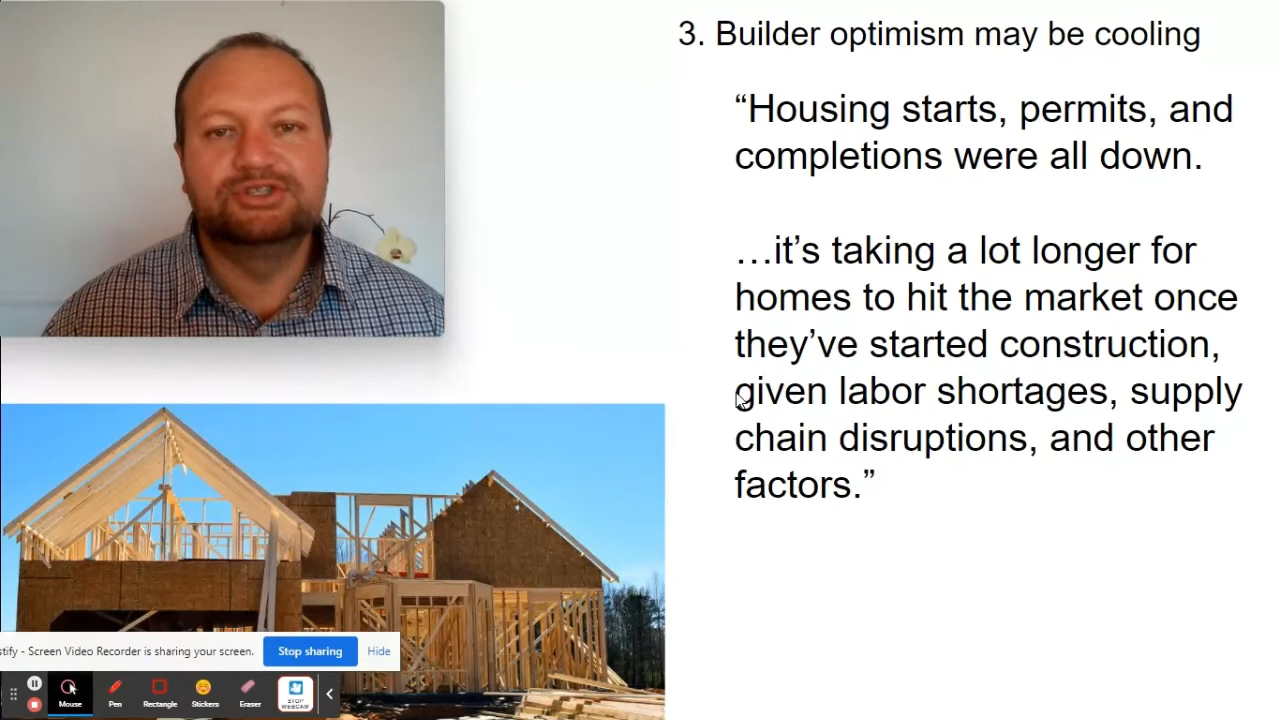 3. Builder optimism may be cooling
“Housing starts, permits, and
completions were all down.
…it’s taking a lot longer for
homes to hit the market once
they’ve started construction,
given labor shortages, supply
chain disruptions, and other
factors.”
stify - Screen Video Recorder is sharing your screen.
Stop sharing
Hide
Mouse
Pen
Rectangle
Stickers
Eraser
STOP
WEBCAM